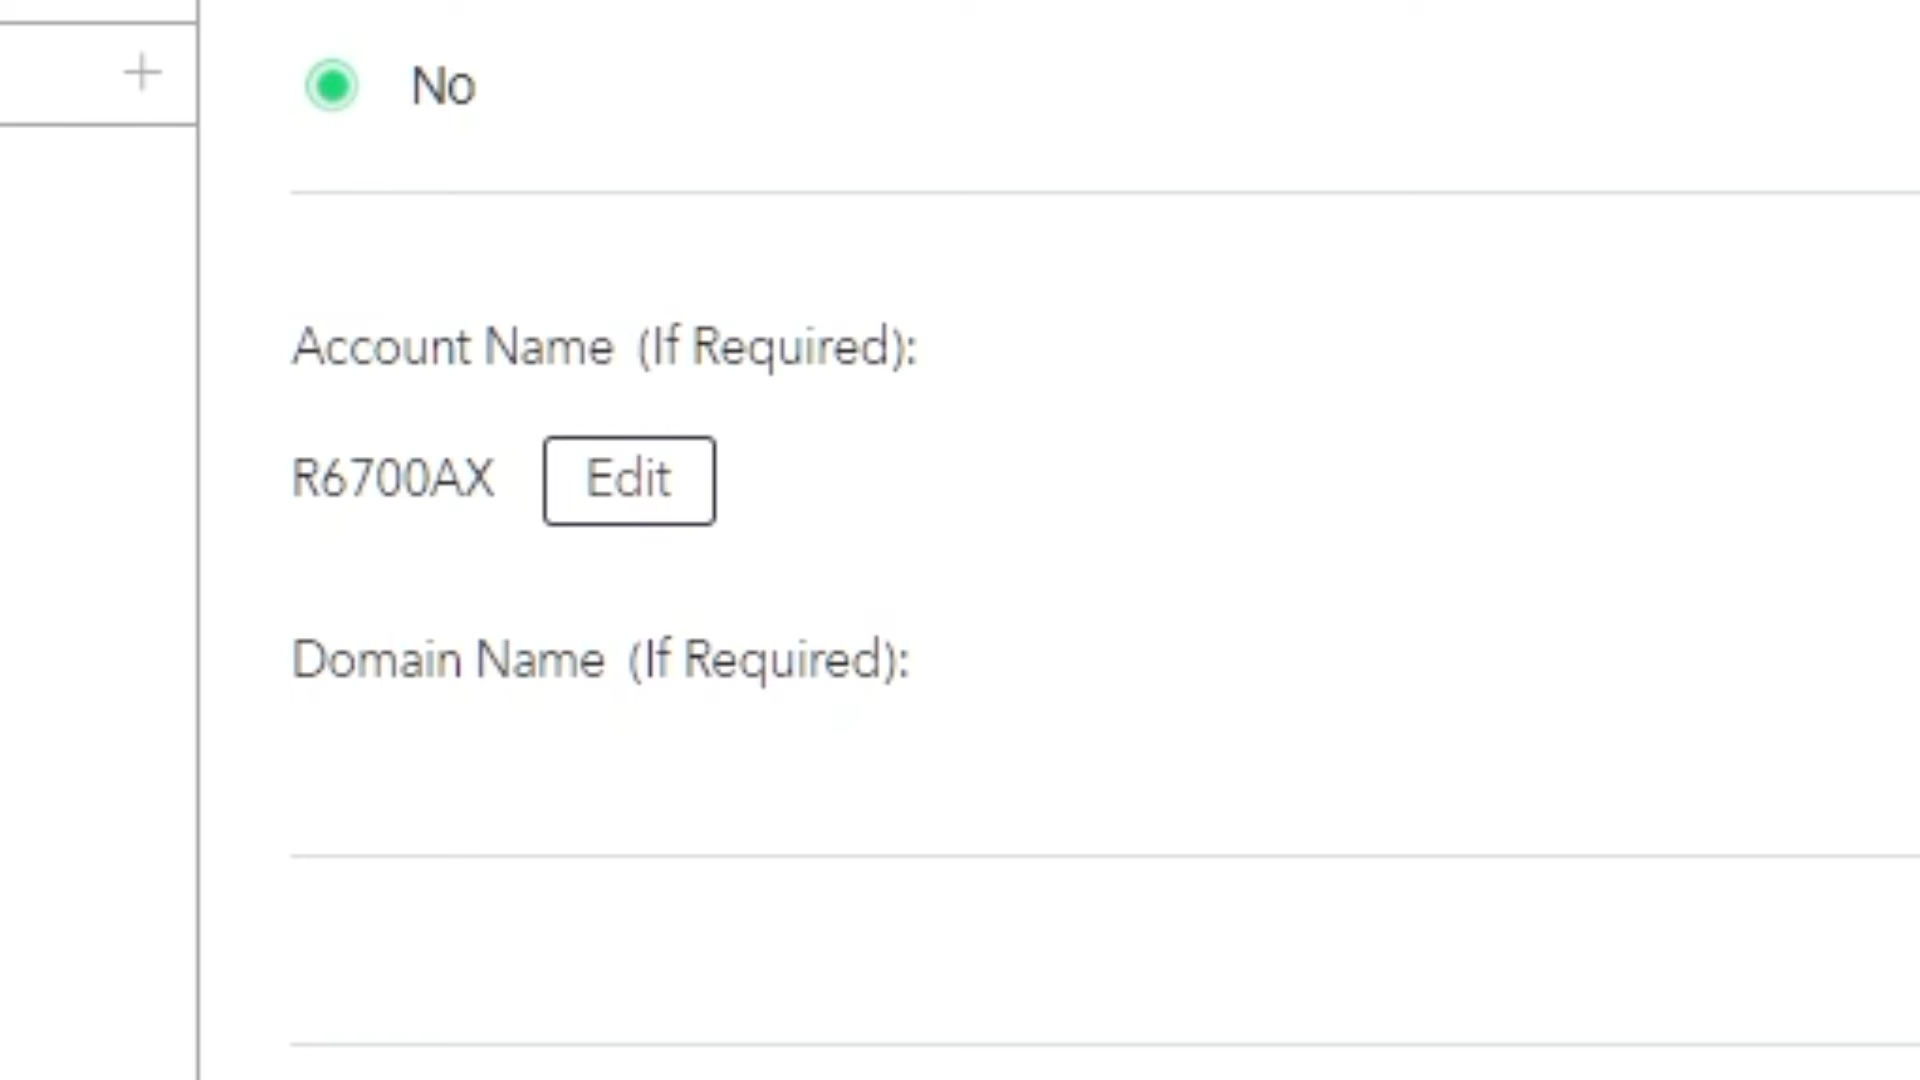 No
Account Name (If Required):
R6700AX Edit
Domain Name (If Required):